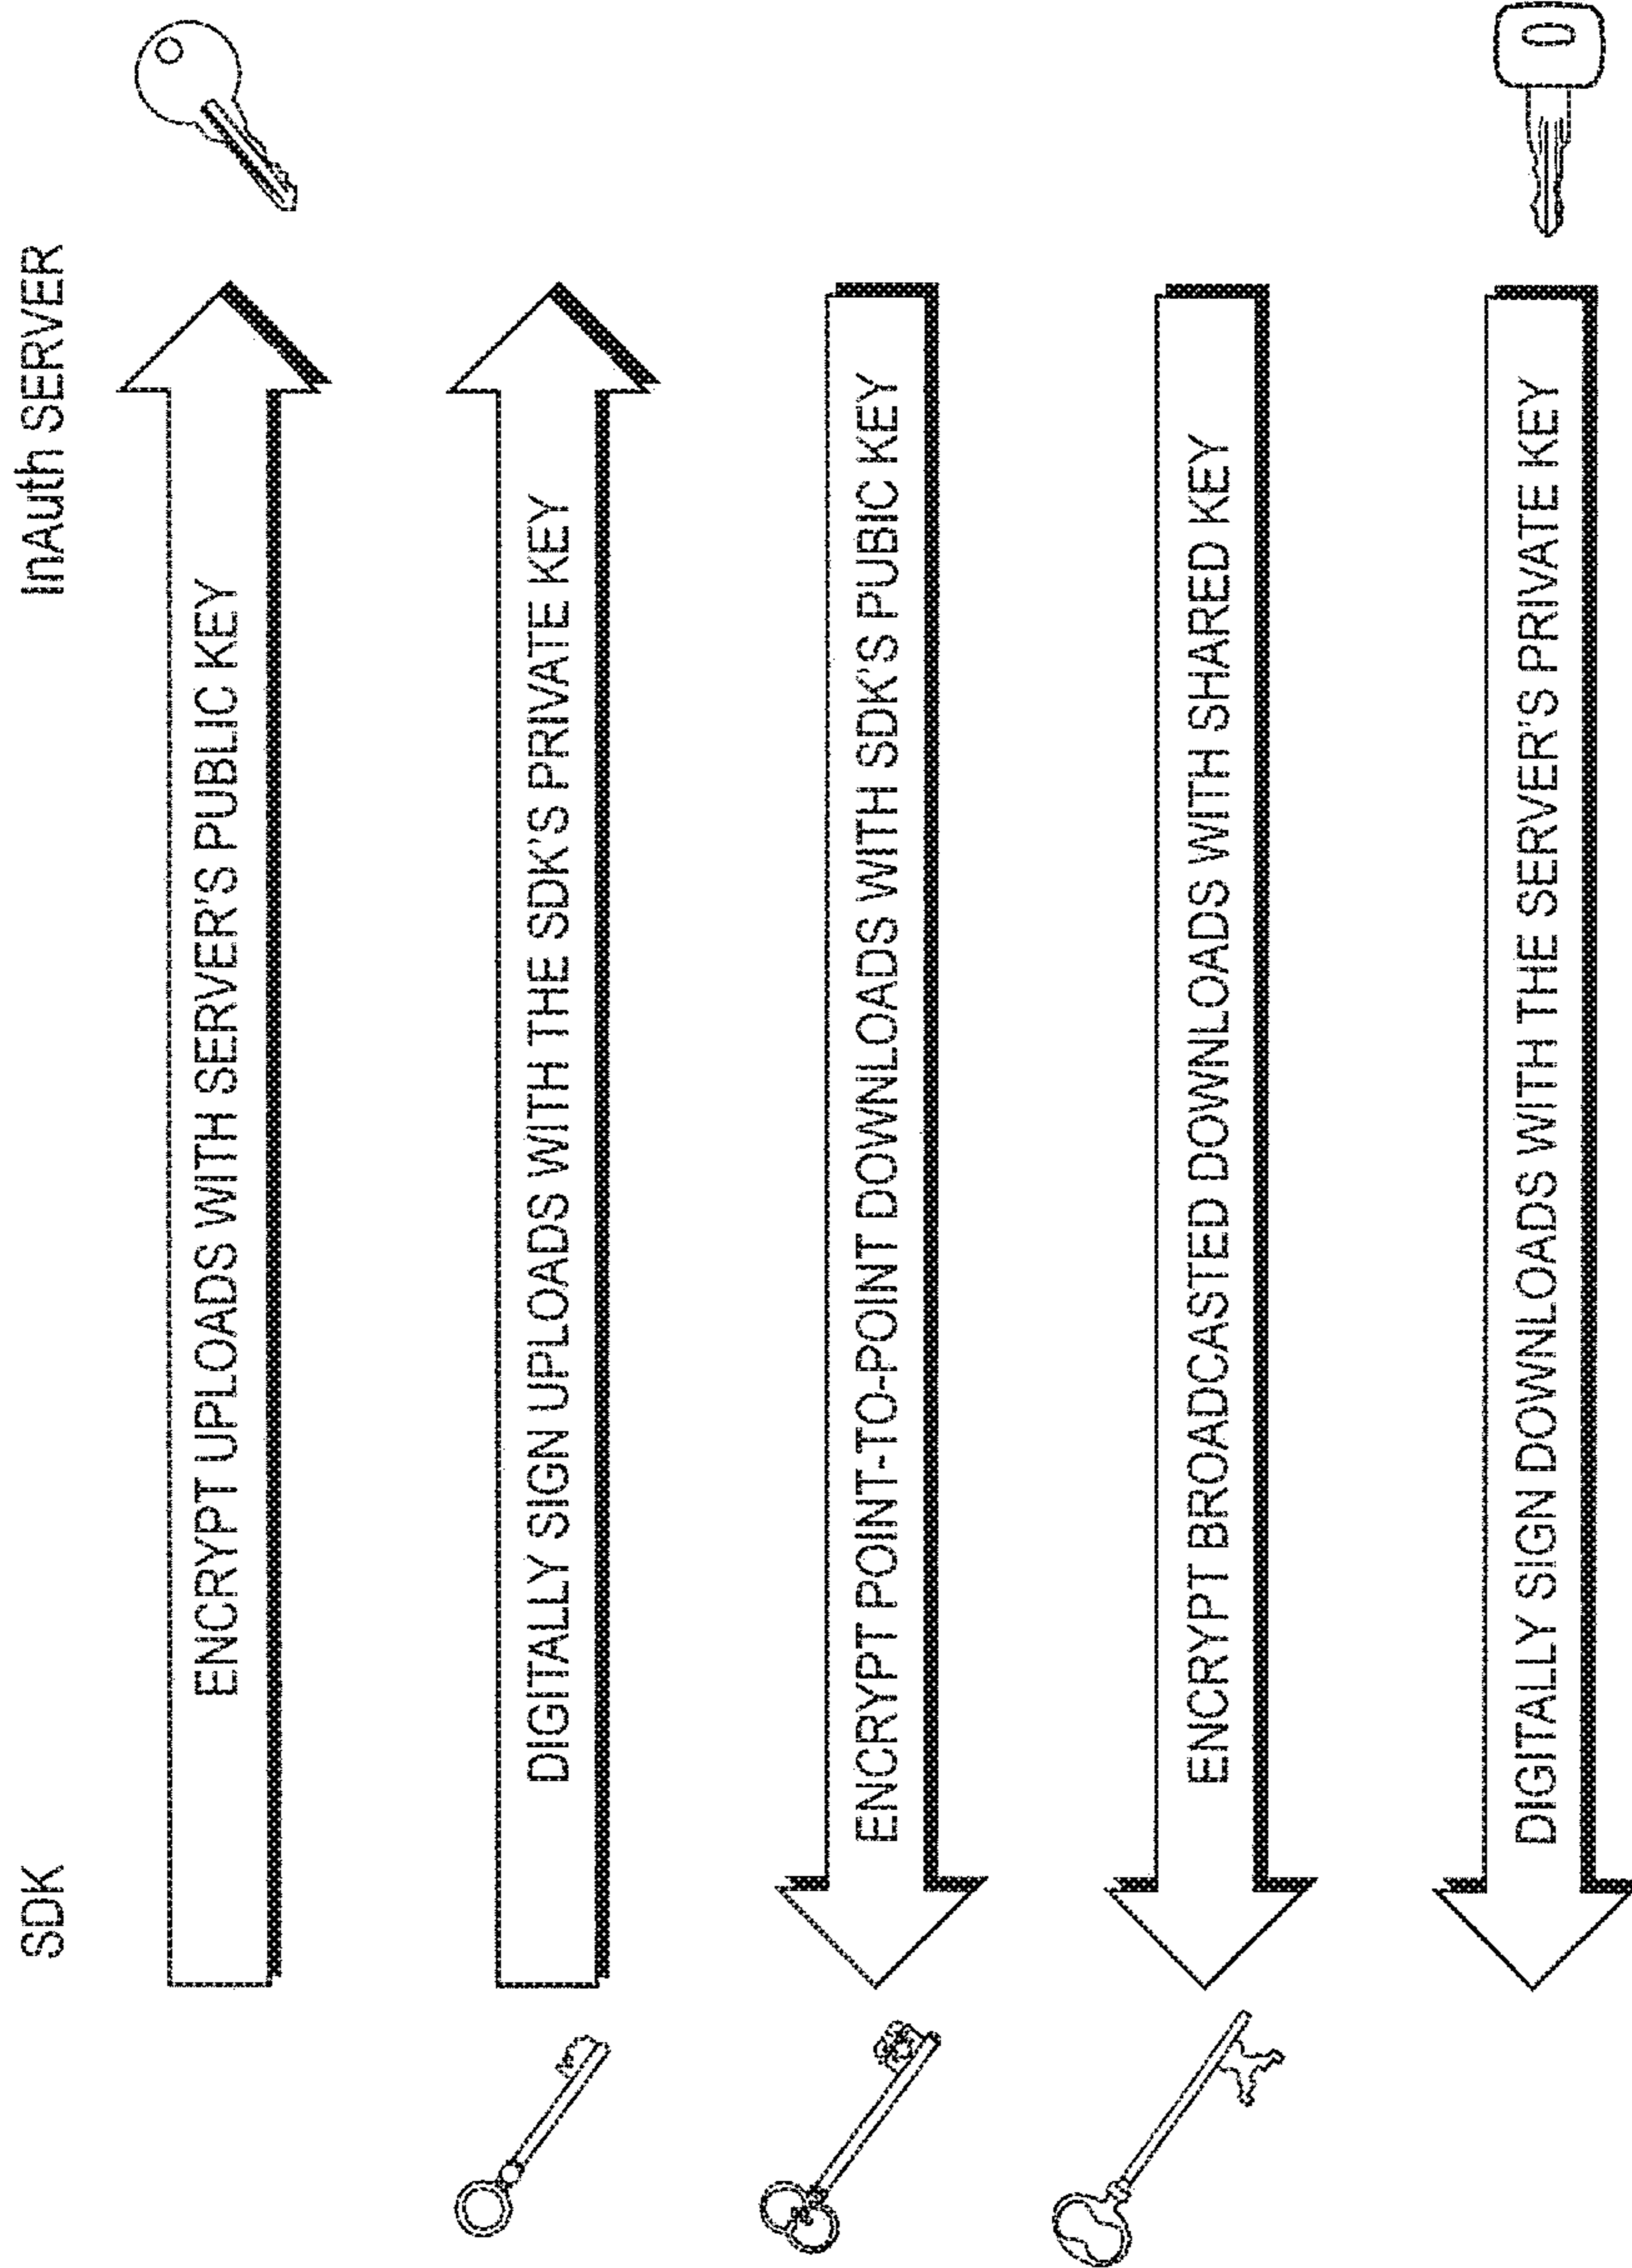 SDK
InAuth SERVER
ENCRYPT UPLOADS WITH SERVER'S PUBLIC KEY
DIGITALLY SIGN UPLOADS WITH THE SDK'S PRIVATE KEY
ENCRYPT POINT-TO-POINT DOWNLOADS WITH SDK'S PUBIC KEY
ENCRYPT BROADCASTED DOWNLOADS WITH SHARED KEY
DIGITALLY SIGN DOWNLOADS WITH THE SERVER'S PRIVATE KEY